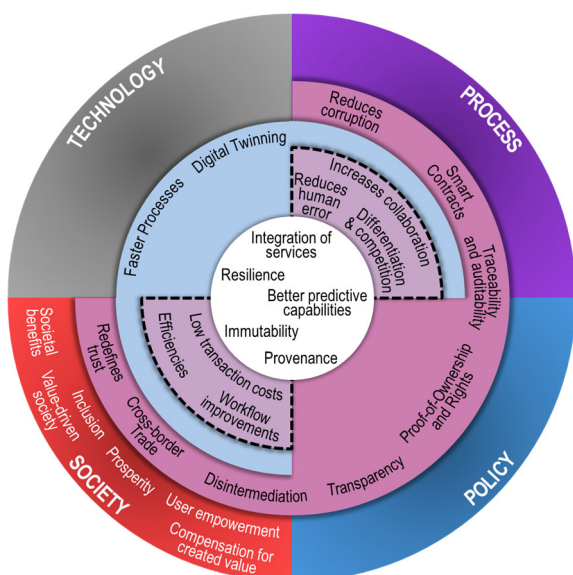 TECHNOLOGY
PROCESS
Reduces
corruption
Smart
Contracts
Traceability
and auditability
Digital Twinning
Faster Processes
Increases collaboration
Reduces
human
error
Differentiation
& competition
Integration of
services
Resilience
Better predictive
capabilities
Immutability
Provenance
Low transaction costs
Efficiencies
Workflow
improvements
Redefines
trust
Cross-border
Trade
Disintermediation
Transparency
Proof-of-Ownership
and Rights
Societal
benefits
Value-driven
society
Inclusion
Prosperity
User empowerment
Compensation for
created value
SOCIETY
POLICY